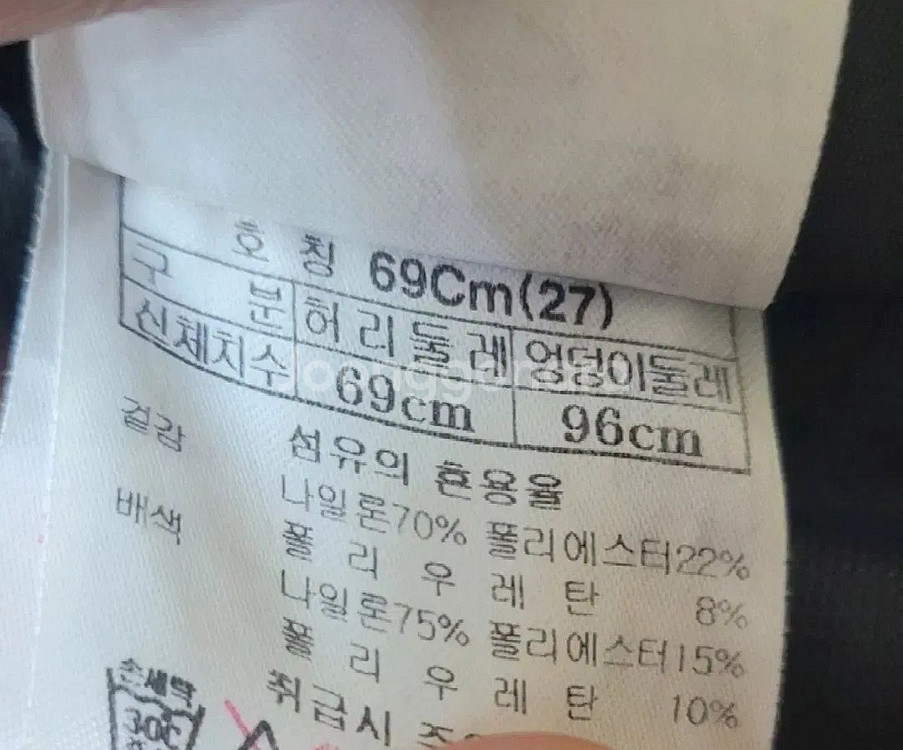 호 칭 69Cm(27)
구 분 허리둘레 엉덩이둘레
신체치수 69cm 96cm
섬유의 혼용율
겉감 나일론70% 폴리에스터22%
폴 리 우 레 탄 8%
배색 나일론75% 폴리에스터15%
폴 리 우 레 탄 10%
취급시 주
손세탁
30℃